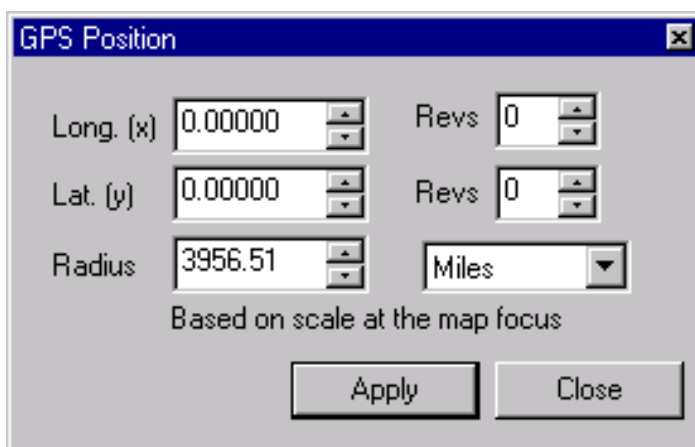 GPS Position
Long. (x) 0.00000 Revs 0
Lat. (y) 0.00000 Revs 0
Radius 3956.51 Miles
Based on scale at the map focus
Apply Close